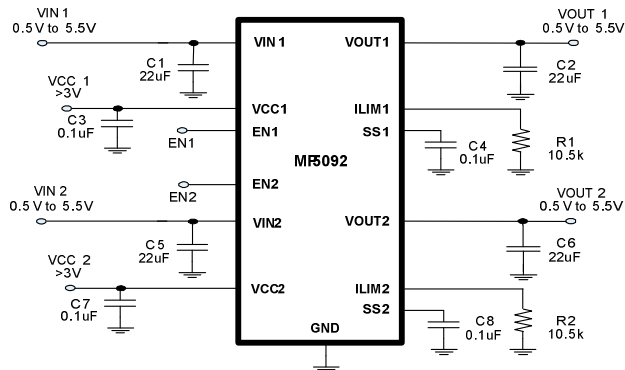 VIN 1
0.5V to 5.5V
VIN1
VOUT1
VOUT 1
0.5V to 5.5V
C1
22uF
C2
22uF
VCC 1
>3V
VCC1
ILIM1
C3
0.1uF
EN1
EN1
SS1
C4
0.1uF
R1
10.5k
MP5092
EN2
EN2
VIN 2
0.5V to 5.5V
VIN2
VOUT2
VOUT 2
0.5V to 5.5V
C5
22uF
C6
22uF
VCC 2
>3V
VCC2
ILIM2
C7
0.1uF
SS2
C8
0.1uF
R2
10.5k
GND